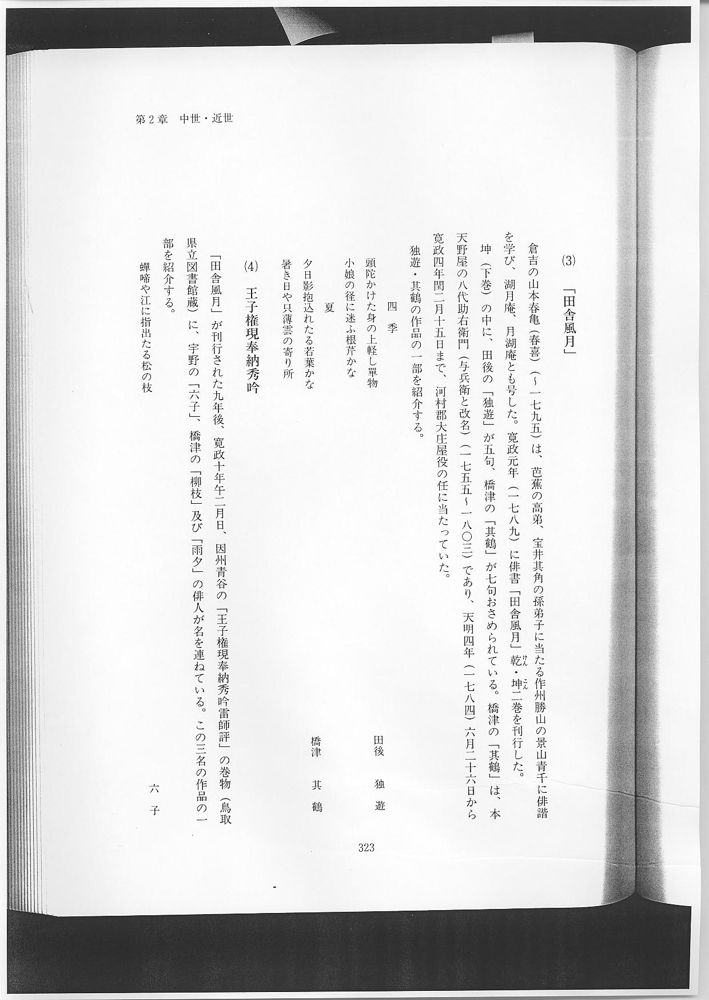 第2章　中世・近世
(3)　「田舎風月」
倉吉の山本春亀（春喜）（～一七九五）は、芭蕉の高弟、宝井其角の孫弟子に当たる作州勝山の景山青千に俳諧
を学び、湖月庵、月湖庵とも号した。寛政元年（一七八九）に俳書「田舎風月」乾・坤二巻を刊行した。
けん
こん
坤（下巻）の中に、田後の「独遊」が五句、橋津の「其鶴」が七句おさめられている。橋津の「其鶴」は、本
天野屋の八代助右衛門（与兵衛と改名）（一七五五～一八〇三）であり、天明四年（一七八四）六月二十六日から
寛政四年閏二月十五日まで、河村郡大庄屋役の任に当たっていた。
独遊・其鶴の作品の一部を紹介する。
四　季
頭陀かけた身の上軽し單物　田後　独　遊
小娘の径に迷ふ根芹かな
夏
夕日影抱込れたる若葉かな　橋津　其　鶴
暑き日や只薄雲の寄り所
(4)　王子権現奉納秀吟
「田舎風月」が刊行された九年後、寛政十年午二月日、因州青谷の「王子権現奉納秀吟雷師評」の巻物（鳥取
県立図書館蔵）に、宇野の「六子」、橋津の「柳枝」及び「雨夕」の俳人が名を連ねている。この三名の作品の一
部を紹介する。
蟬啼や江に指出たる松の枝　六　子
323